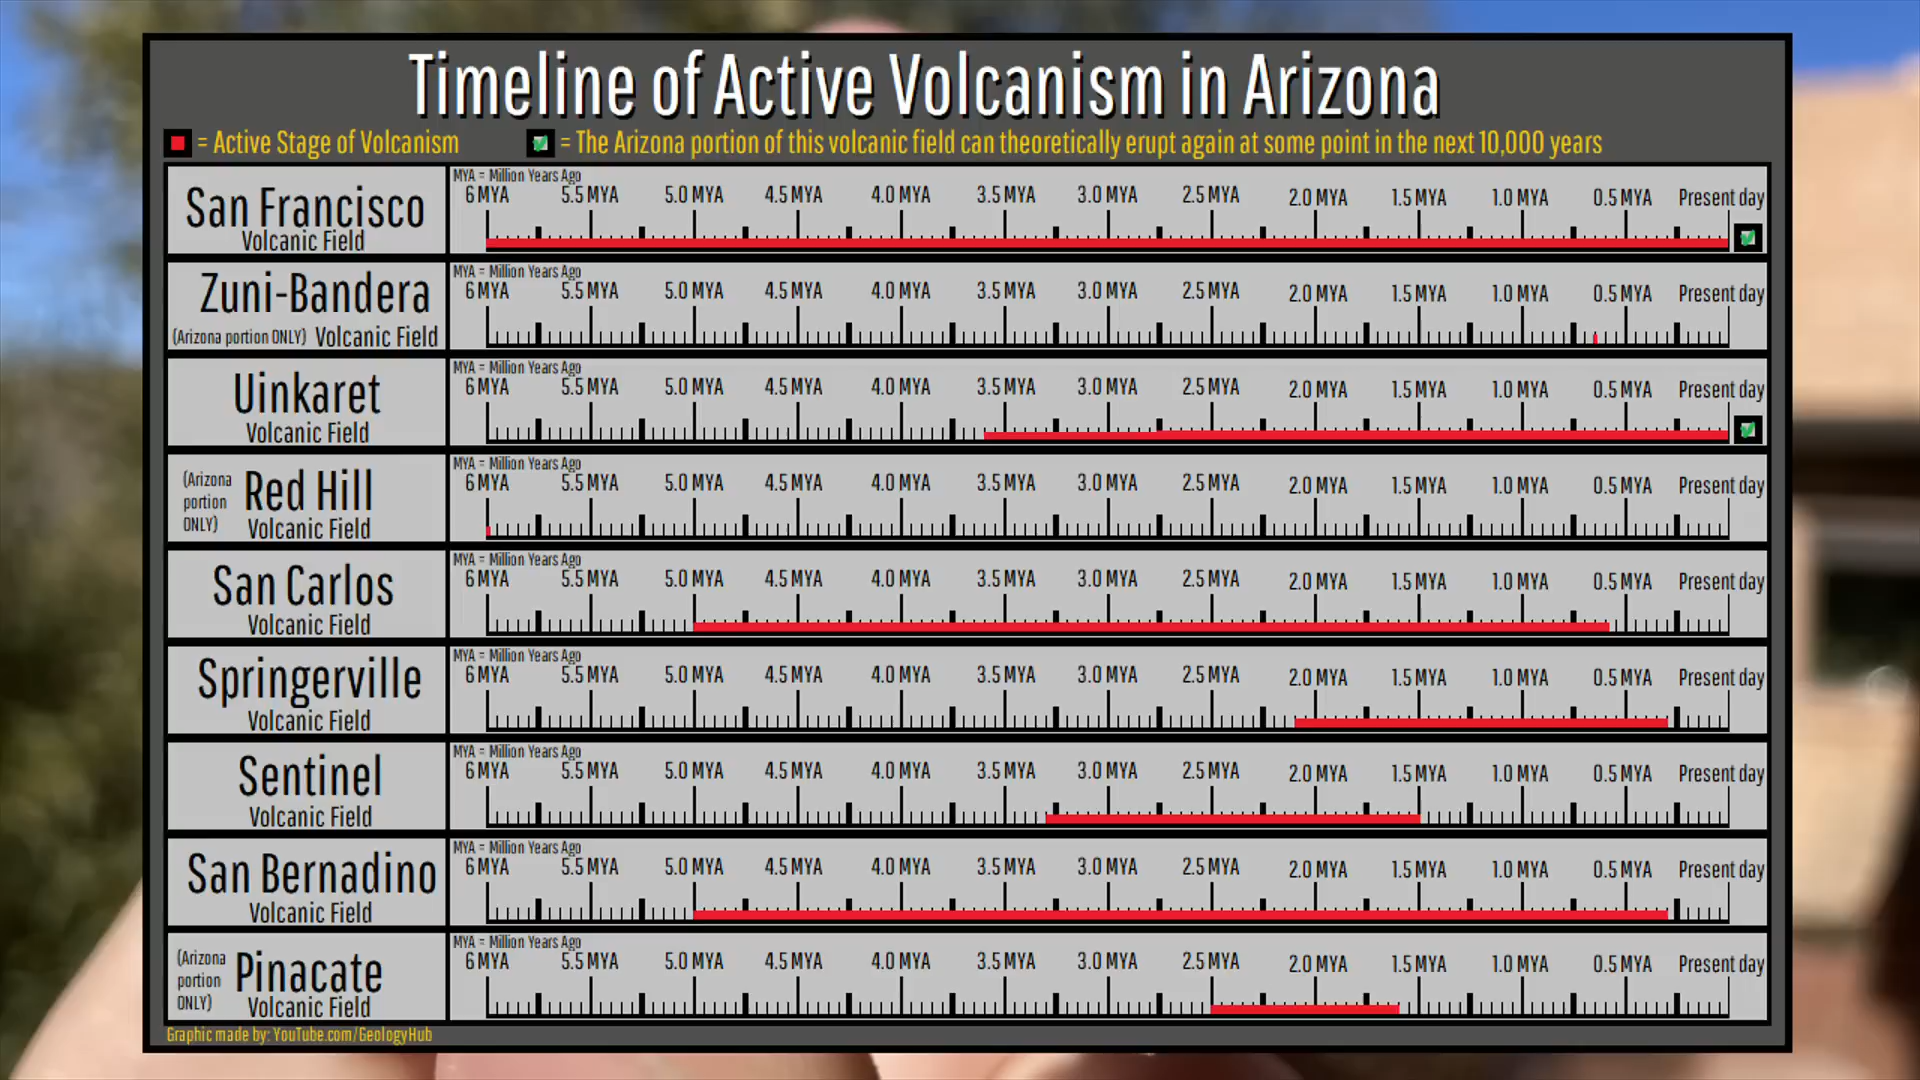 Timeline of Active Volcanism in Arizona
= Active Stage of Volcanism = The Arizona portion of this volcanic field can theoretically erupt again at some point in the next 10,000 years
San Francisco
Volcanic Field
MYA = Million Years Ago
6 MYA 5.5 MYA 5.0 MYA 4.5 MYA 4.0 MYA 3.5 MYA 3.0 MYA 2.5 MYA 2.0 MYA 1.5 MYA 1.0 MYA 0.5 MYA Present day
Zuni-Bandera
(Arizona portion ONLY) Volcanic Field
MYA = Million Years Ago
6 MYA 5.5 MYA 5.0 MYA 4.5 MYA 4.0 MYA 3.5 MYA 3.0 MYA 2.5 MYA 2.0 MYA 1.5 MYA 1.0 MYA 0.5 MYA Present day
Uinkaret
Volcanic Field
MYA = Million Years Ago
6 MYA 5.5 MYA 5.0 MYA 4.5 MYA 4.0 MYA 3.5 MYA 3.0 MYA 2.5 MYA 2.0 MYA 1.5 MYA 1.0 MYA 0.5 MYA Present day
(Arizona
portion
ONLY)
Red Hill
Volcanic Field
MYA = Million Years Ago
6 MYA 5.5 MYA 5.0 MYA 4.5 MYA 4.0 MYA 3.5 MYA 3.0 MYA 2.5 MYA 2.0 MYA 1.5 MYA 1.0 MYA 0.5 MYA Present day
San Carlos
Volcanic Field
MYA = Million Years Ago
6 MYA 5.5 MYA 5.0 MYA 4.5 MYA 4.0 MYA 3.5 MYA 3.0 MYA 2.5 MYA 2.0 MYA 1.5 MYA 1.0 MYA 0.5 MYA Present day
Springerville
Volcanic Field
MYA = Million Years Ago
6 MYA 5.5 MYA 5.0 MYA 4.5 MYA 4.0 MYA 3.5 MYA 3.0 MYA 2.5 MYA 2.0 MYA 1.5 MYA 1.0 MYA 0.5 MYA Present day
Sentinel
Volcanic Field
MYA = Million Years Ago
6 MYA 5.5 MYA 5.0 MYA 4.5 MYA 4.0 MYA 3.5 MYA 3.0 MYA 2.5 MYA 2.0 MYA 1.5 MYA 1.0 MYA 0.5 MYA Present day
San Bernadino
Volcanic Field
MYA = Million Years Ago
6 MYA 5.5 MYA 5.0 MYA 4.5 MYA 4.0 MYA 3.5 MYA 3.0 MYA 2.5 MYA 2.0 MYA 1.5 MYA 1.0 MYA 0.5 MYA Present day
(Arizona
portion
ONLY)
Pinacate
Volcanic Field
MYA = Million Years Ago
6 MYA 5.5 MYA 5.0 MYA 4.5 MYA 4.0 MYA 3.5 MYA 3.0 MYA 2.5 MYA 2.0 MYA 1.5 MYA 1.0 MYA 0.5 MYA Present day
Graphic made by: YouTube.com/GeologyHub